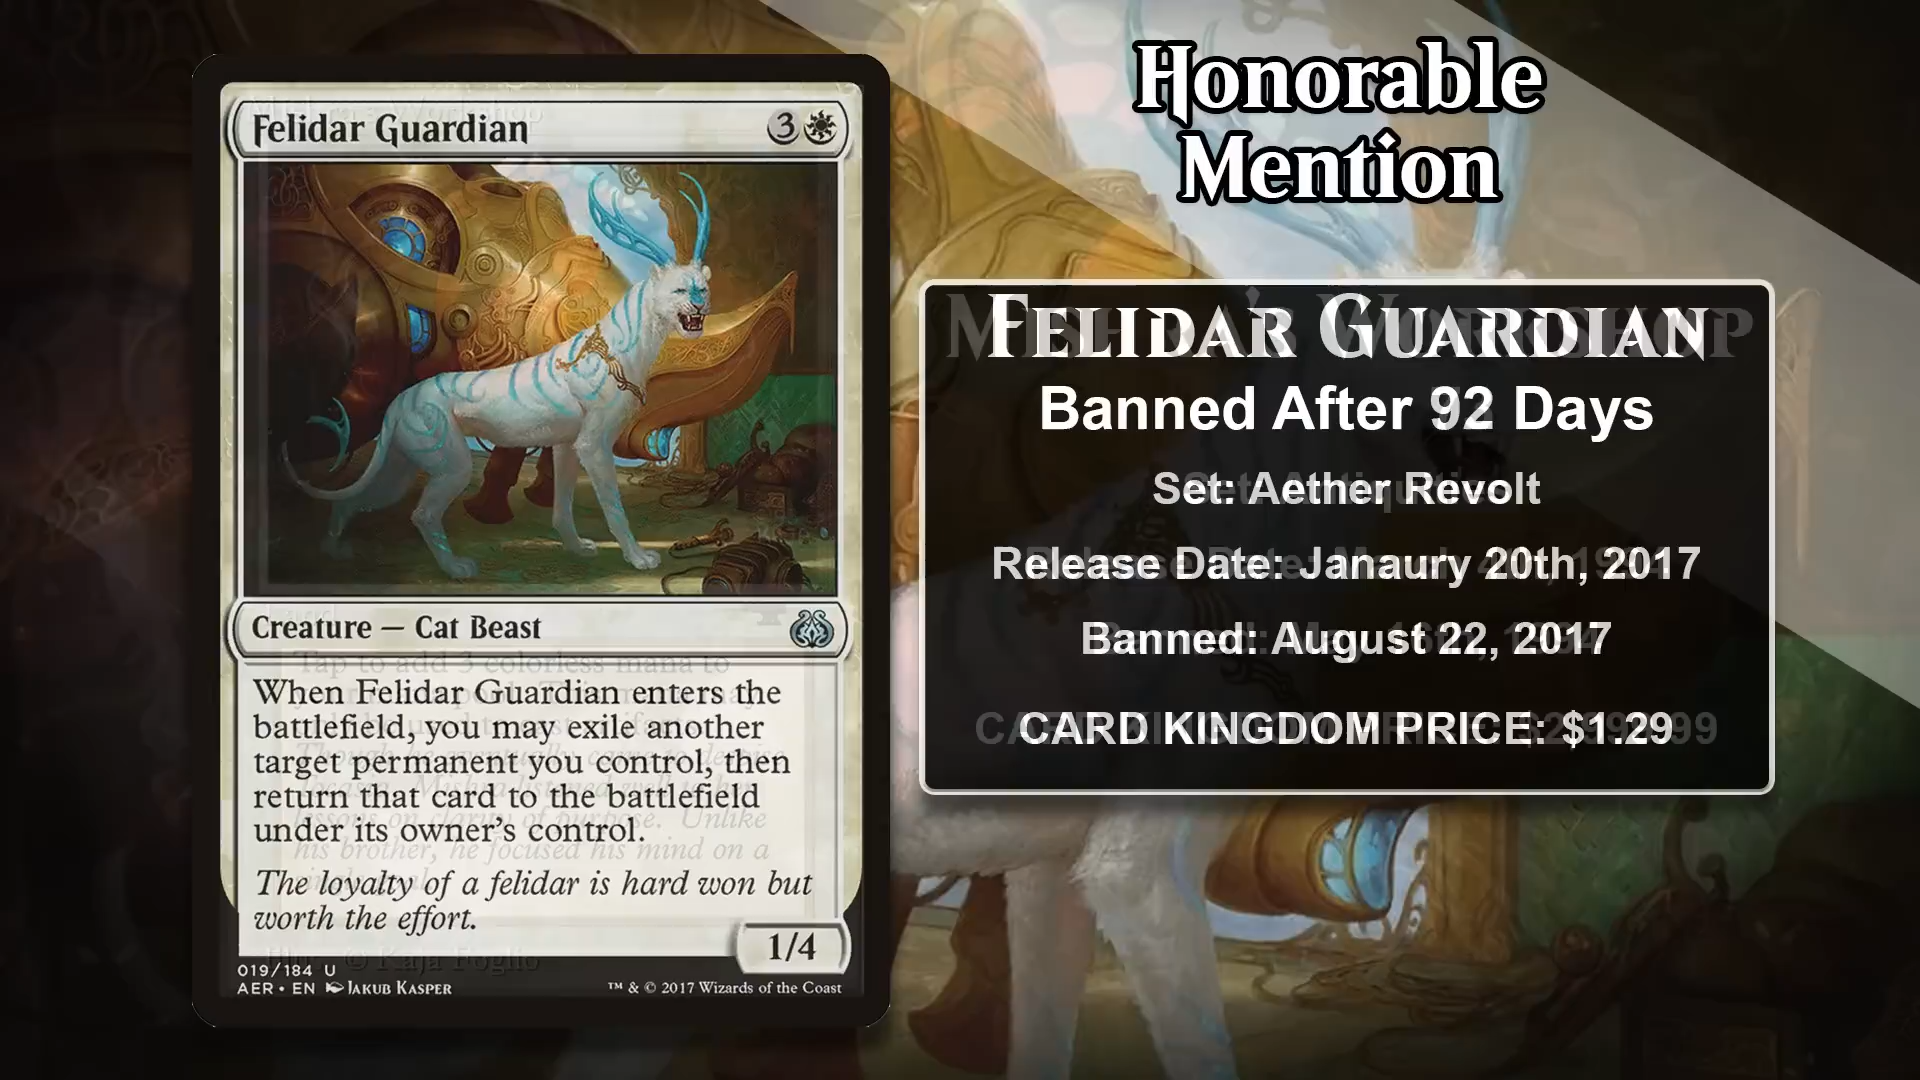 Felidar Guardian 3
Creature — Cat Beast
When Felidar Guardian enters the
battlefield, you may exile another
target permanent you control, then
return that card to the battlefield
under its owner's control.
The loyalty of a felidar is hard won but
worth the effort.
1/4
019/184 U
AER • EN Jakub Kasper
™ & © 2017 Wizards of the Coast
Honorable
Mention
Felidar Guardian
Banned After 92 Days
Set: Aether Revolt
Release Date: Janaury 20th, 2017
Banned: August 22, 2017
CARD KINGDOM PRICE: $1.29